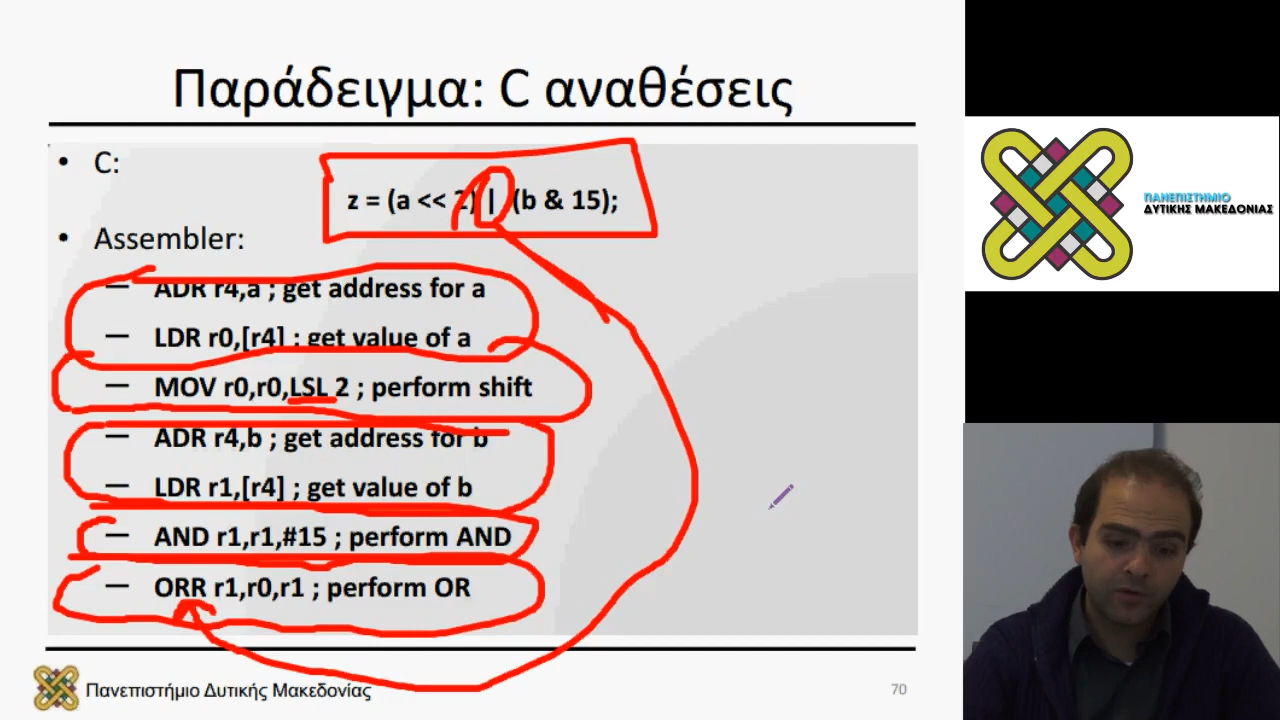 Παράδειγμα: C αναθέσεις
• C:
z = (a << 2) | (b & 15);
• Assembler:
— ADR r4,a ; get address for a
— LDR r0,[r4] ; get value of a
— MOV r0,r0,LSL 2 ; perform shift
— ADR r4,b ; get address for b
— LDR r1,[r4] ; get value of b
— AND r1,r1,#15 ; perform AND
— ORR r1,r0,r1 ; perform OR
Πανεπιστήμιο Δυτικής Μακεδονίας
70
ΠΑΝΕΠΙΣΤΗΜΙΟ
ΔΥΤΙΚΗΣ ΜΑΚΕΔΟΝΙΑΣ